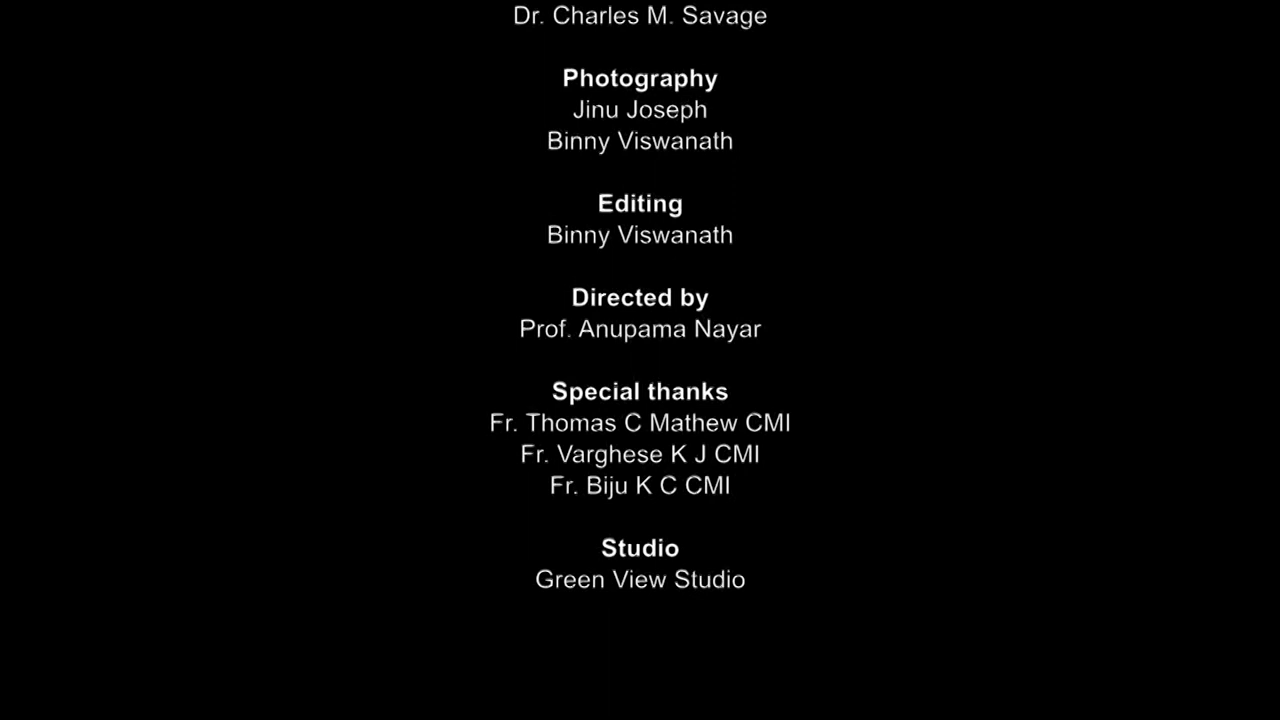 Dr. Charles M. Savage
Photography
Jinu Joseph
Binny Viswanath
Editing
Binny Viswanath
Directed by
Prof. Anupama Nayar
Special thanks
Fr. Thomas C Mathew CMI
Fr. Varghese K J CMI
Fr. Biju K C CMI
Studio
Green View Studio